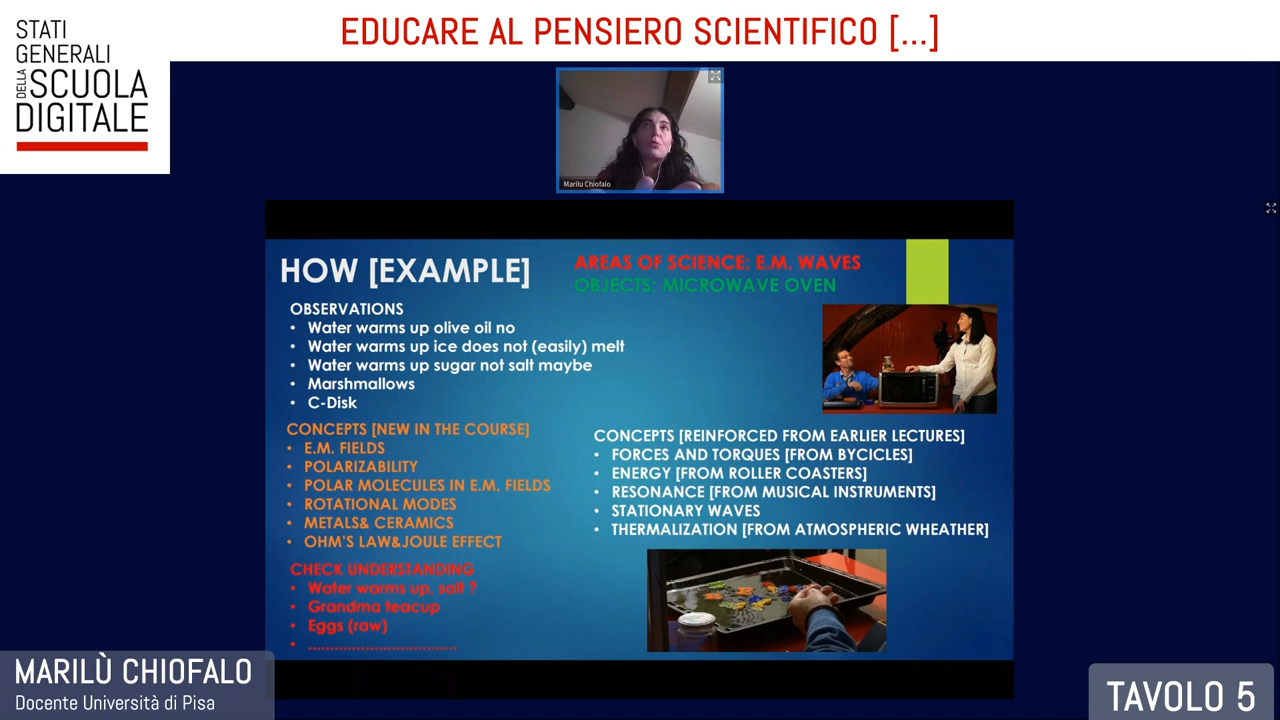 EDUCARE AL PENSIERO SCIENTIFICO [...]
STATI
GENERALI
DELLA SCUOLA
DIGITALE
Marilu Chiofalo
HOW [EXAMPLE]
AREAS OF SCIENCE: E.M. WAVES
OBJECTS: MICROWAVE OVEN
OBSERVATIONS
• Water warms up olive oil no
• Water warms up ice does not (easily) melt
• Water warms up sugar not salt maybe
• Marshmallows
• C-Disk
CONCEPTS [NEW IN THE COURSE]
• E.M. FIELDS
• POLARIZABILITY
• POLAR MOLECULES IN E.M. FIELDS
• ROTATIONAL MODES
• METALS& CERAMICS
• OHM'S LAW&JOULE EFFECT
CONCEPTS [REINFORCED FROM EARLIER LECTURES]
• FORCES AND TORQUES [FROM BYCICLES]
• ENERGY [FROM ROLLER COASTERS]
• RESONANCE [FROM MUSICAL INSTRUMENTS]
• STATIONARY WAVES
• THERMALIZATION [FROM ATMOSPHERIC WHEATHER]
CHECK UNDERSTANDING
• Water warms up, salt ?
• Grandma teacup
• Eggs (raw)
• ..................................
MARILÙ CHIOFALO
Docente Università di Pisa
TAVOLO 5